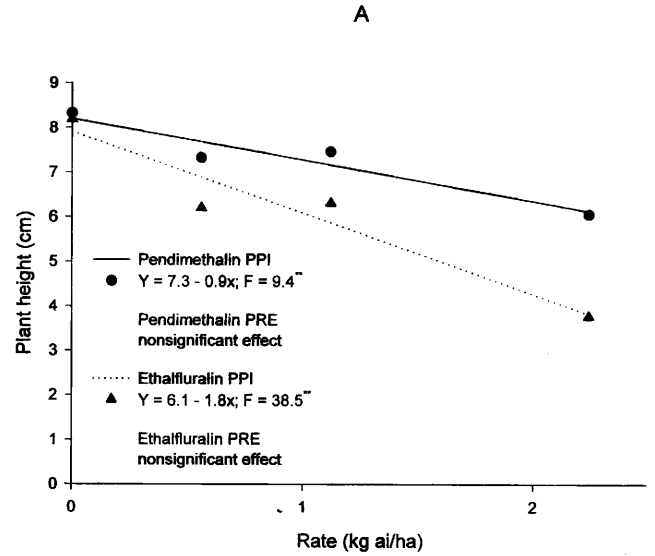 A
9
8
7
6
5
4
3
2
1
0
Plant height (cm)
Pendimethalin PPI
Y = 7.3 - 0.9x; F = 9.4**
Pendimethalin PRE
nonsignificant effect
Ethalfluralin PPI
Y = 6.1 - 1.8x; F = 38.5**
Ethalfluralin PRE
nonsignificant effect
0 1 2
Rate (kg ai/ha)